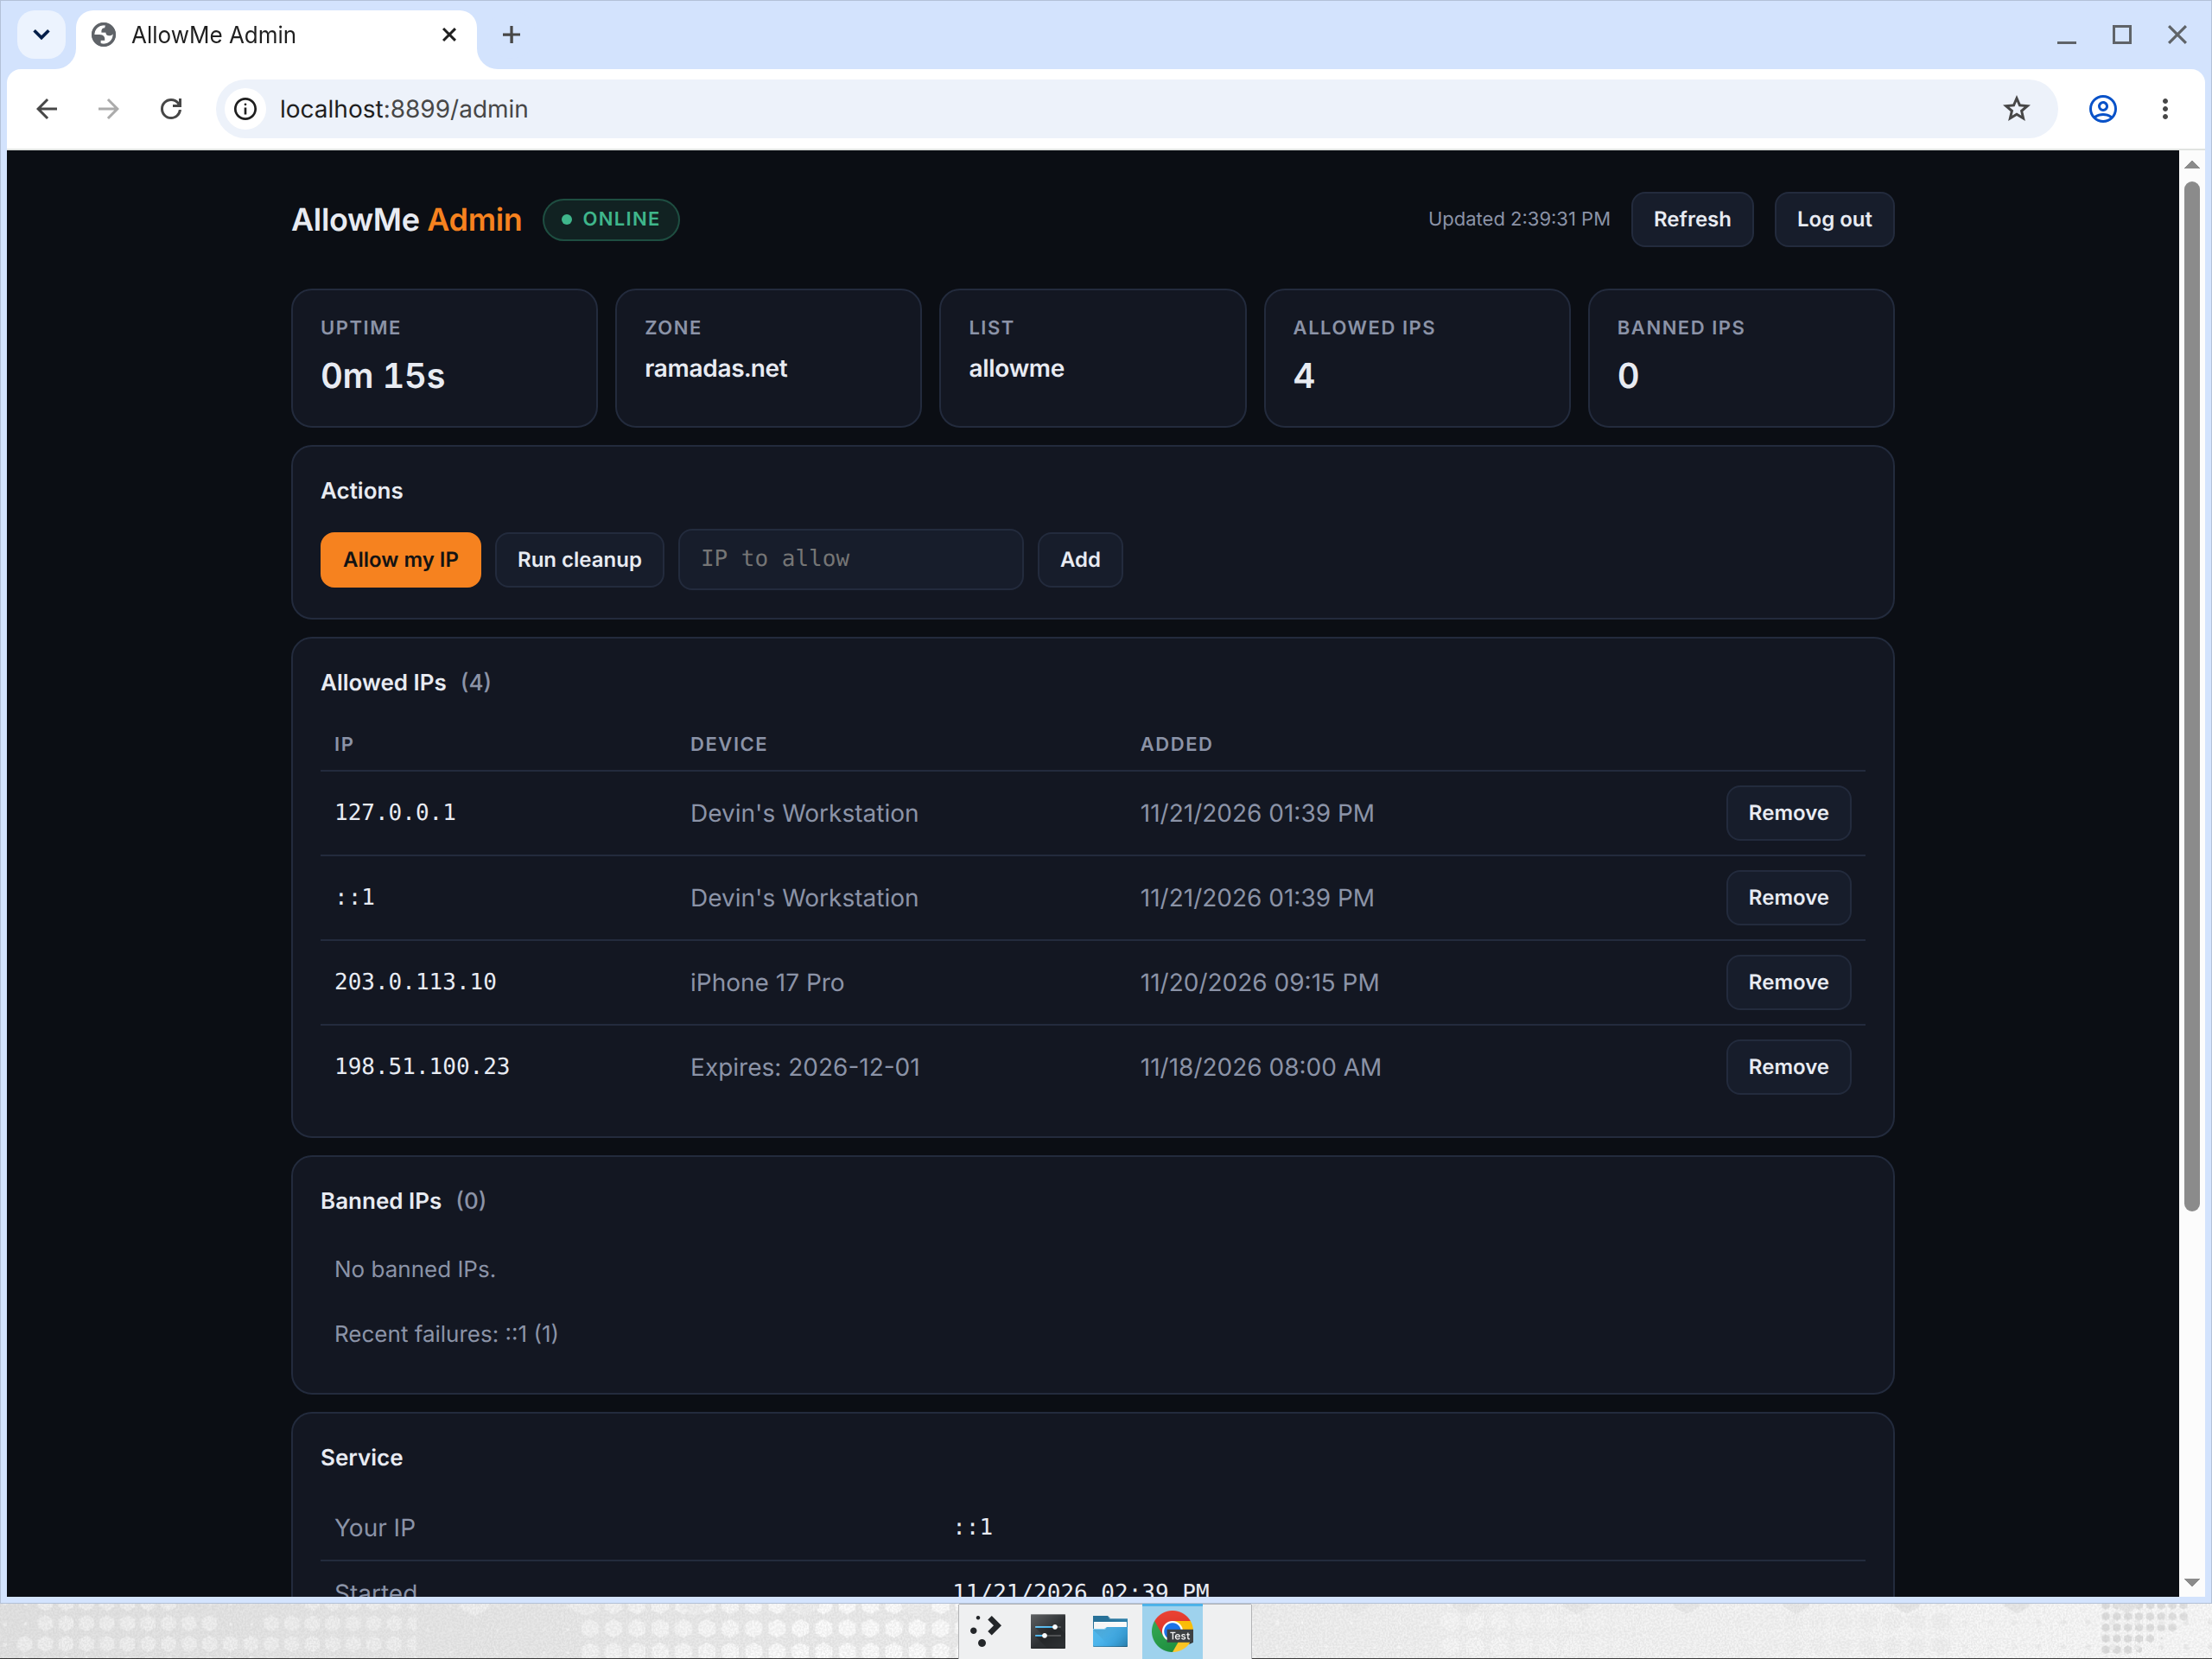 AllowMe Admin
localhost:8899/admin
AllowMe Admin ONLINE Updated 2:39:31 PM Refresh Log out
UPTIME ZONE LIST ALLOWED IPS BANNED IPS
0m 15s ramadas.net allowme 4 0
Actions
Allow my IP Run cleanup IP to allow Add
Allowed IPs (4)
IP DEVICE ADDED
127.0.0.1 Devin's Workstation 11/21/2026 01:39 PM Remove
::1 Devin's Workstation 11/21/2026 01:39 PM Remove
203.0.113.10 iPhone 17 Pro 11/20/2026 09:15 PM Remove
198.51.100.23 Expires: 2026-12-01 11/18/2026 08:00 AM Remove
Banned IPs (0)
No banned IPs.
Recent failures: ::1 (1)
Service
Your IP ::1
Started 11/21/2026 02:39 PM
Test